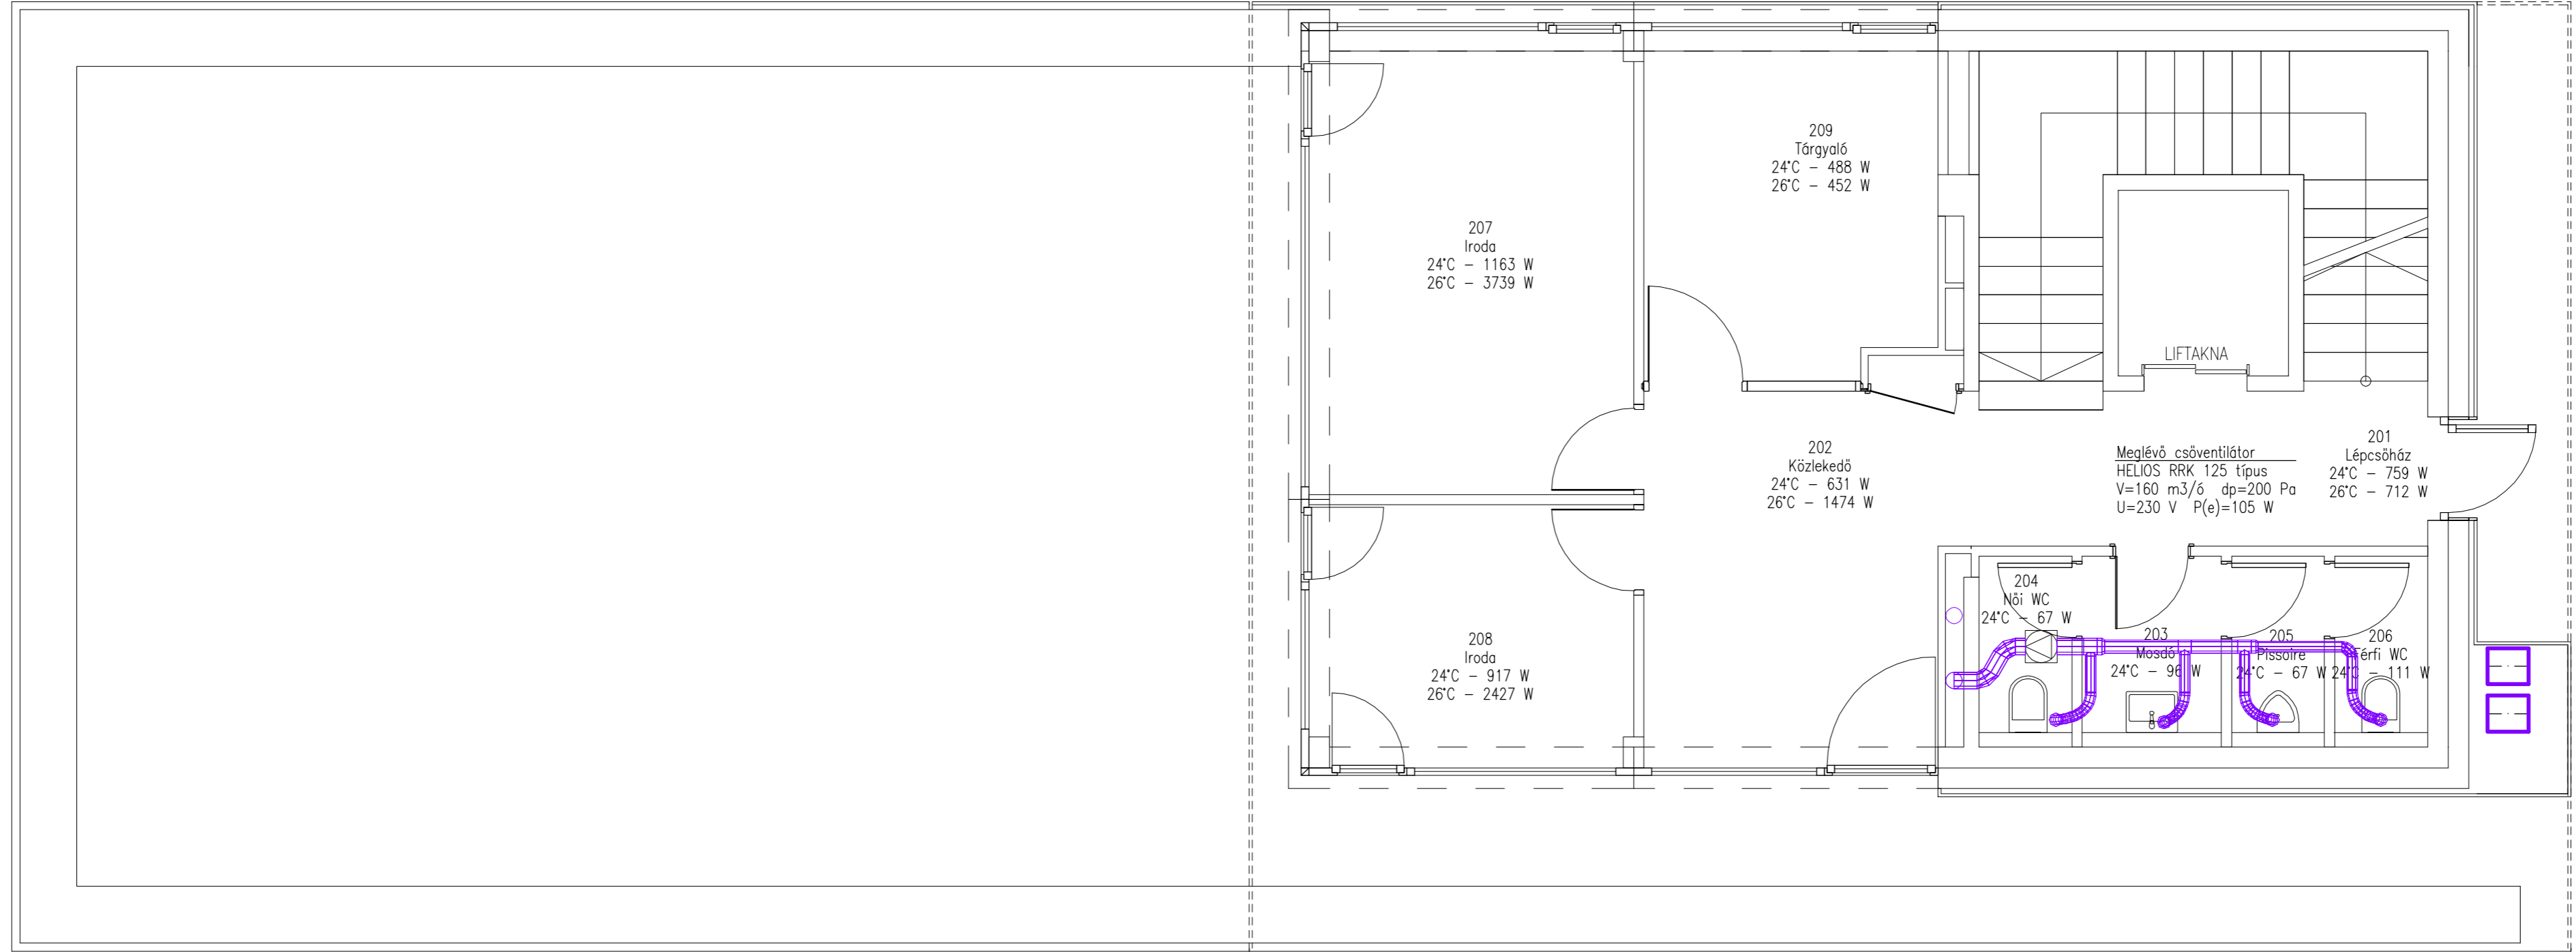 209
Tárgyaló
24°C - 488 W
26°C - 452 W
207
Iroda
24°C - 1163 W
26°C - 3739 W
LIFTAKNA
202
Közlekedő
24°C - 631 W
26°C - 1474 W
Meglévő csőventilátor
HELIOS RRK 125 típus
V=160 m3/ó dp=200 Pa
U=230 V P(e)=105 W
201
Lépcsőház
24°C - 759 W
26°C - 712 W
204
Női WC
24°C - 67 W
208
Iroda
24°C - 917 W
26°C - 2427 W
203
Mosdó
24°C - 96 W
205
Pissoire
24°C - 67 W
206
Férfi WC
24°C - 111 W